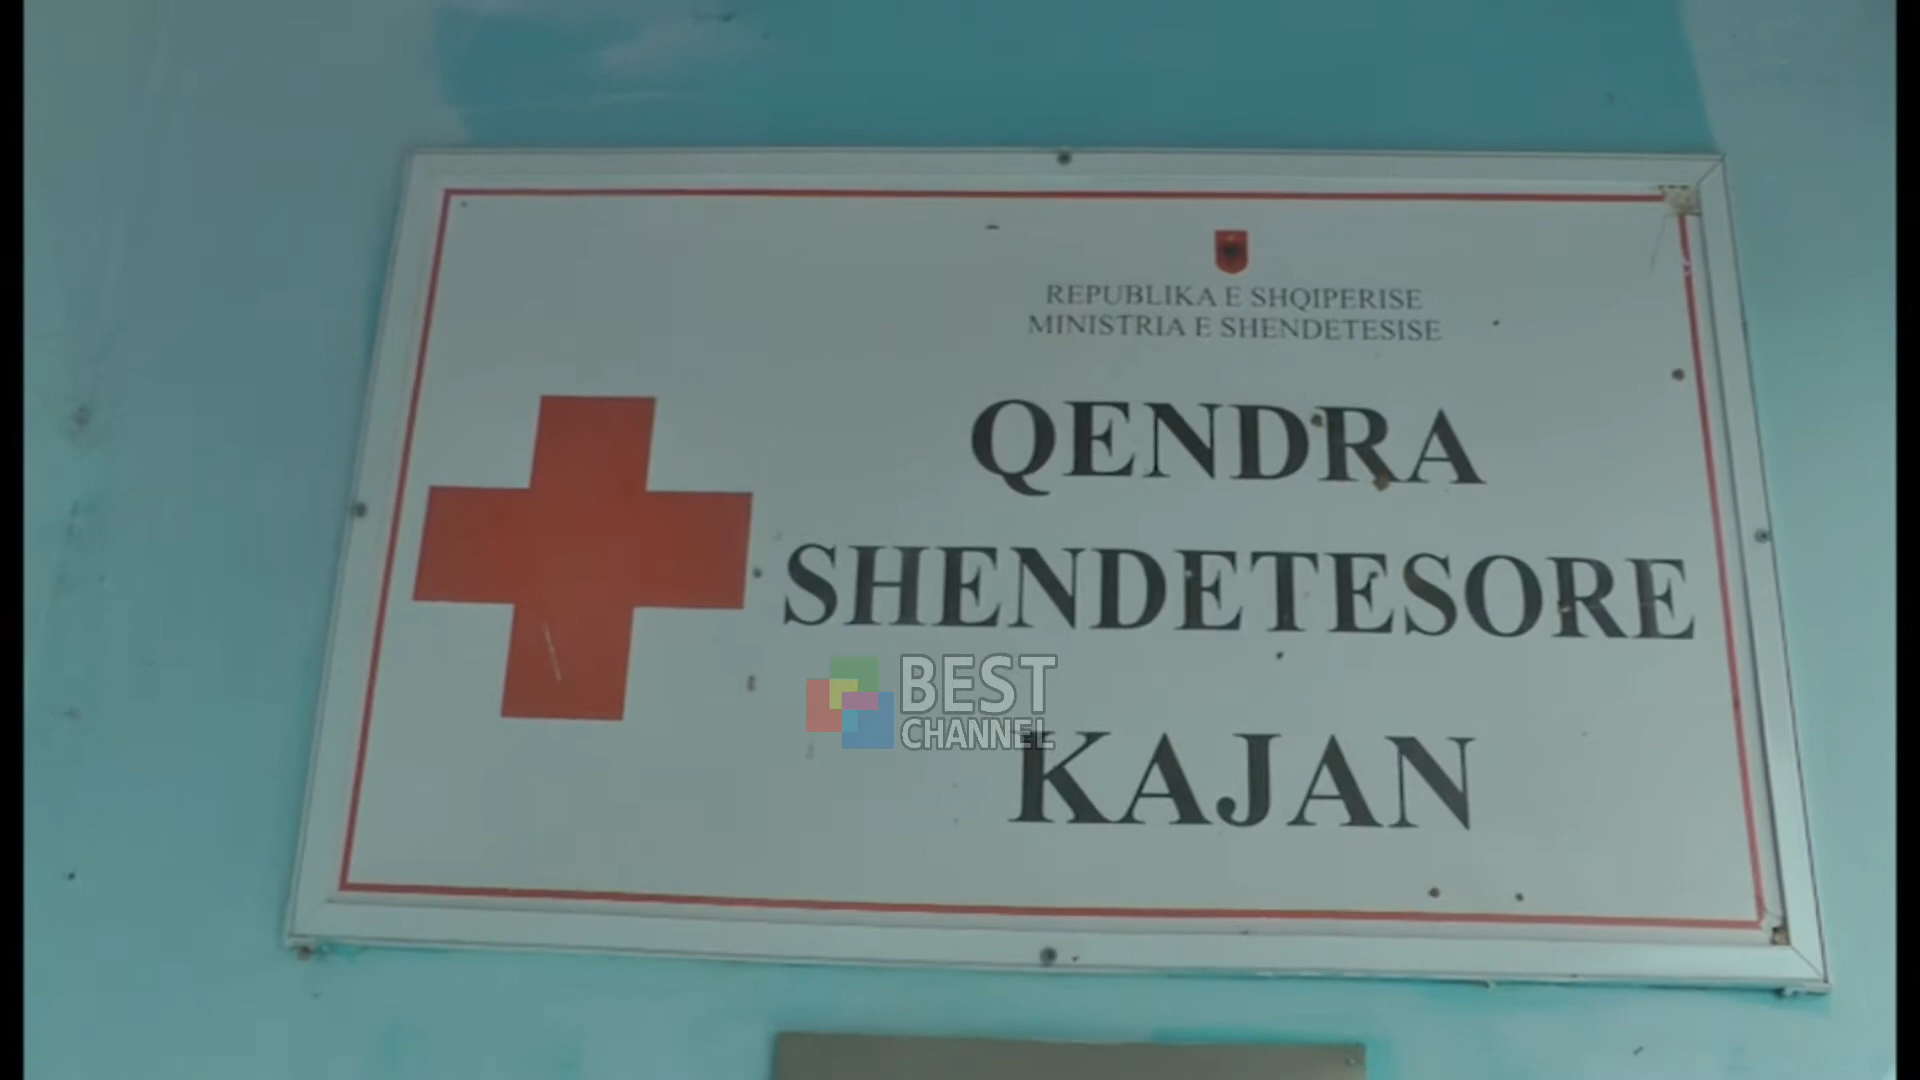 REPUBLIKA E SHQIPERISE
MINISTRIA E SHENDETESISE
QENDRA
SHENDETESORE
BEST
CHANNEL
KAJAN